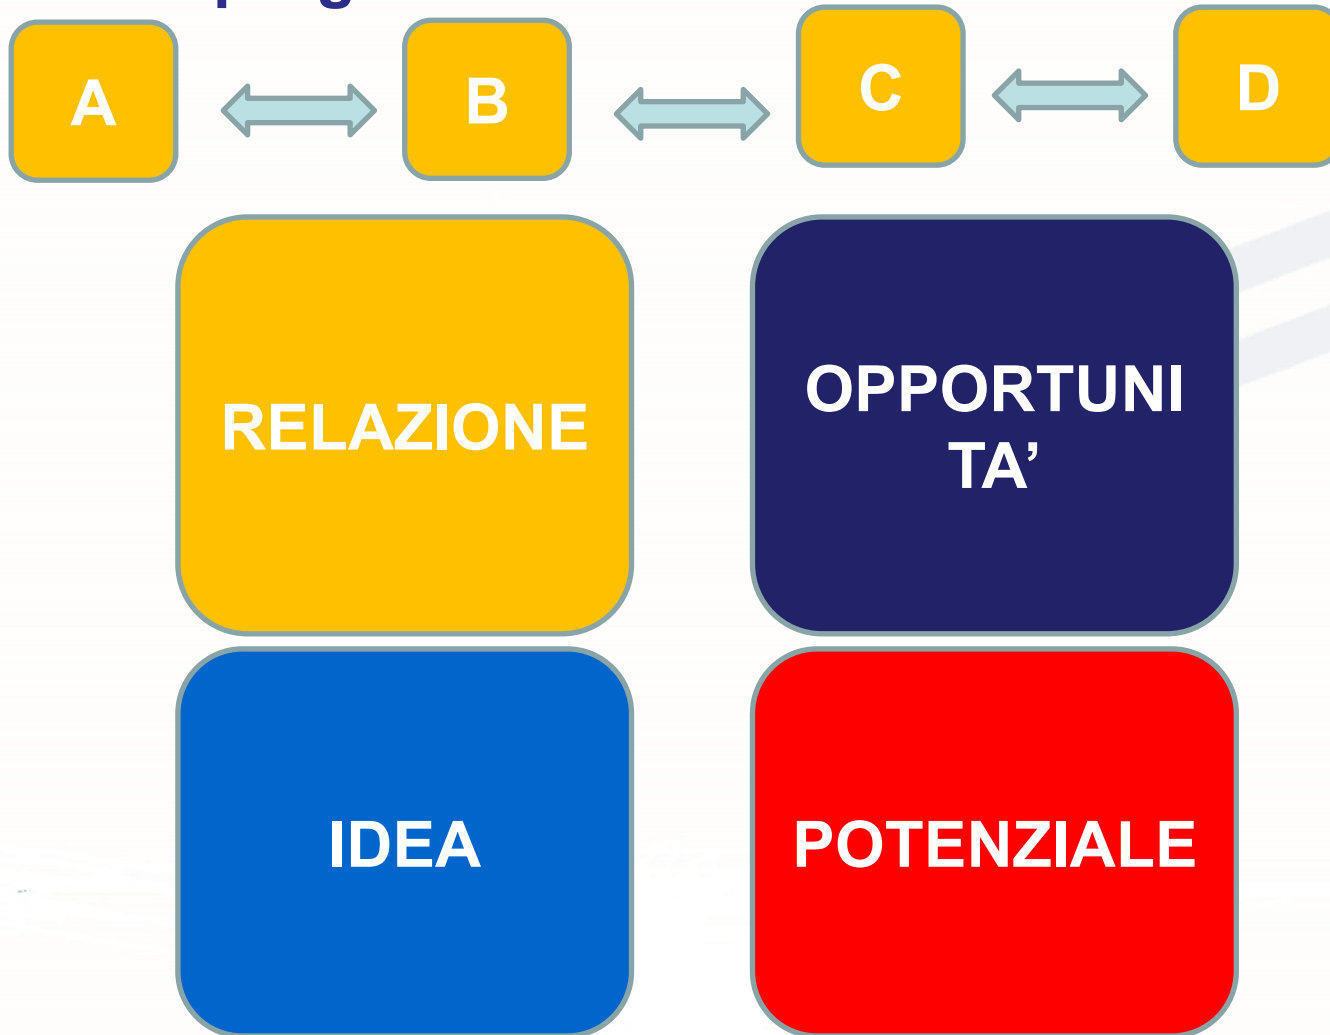 A B C D
RELAZIONE
OPPORTUNI
TA’
IDEA
POTENZIALE